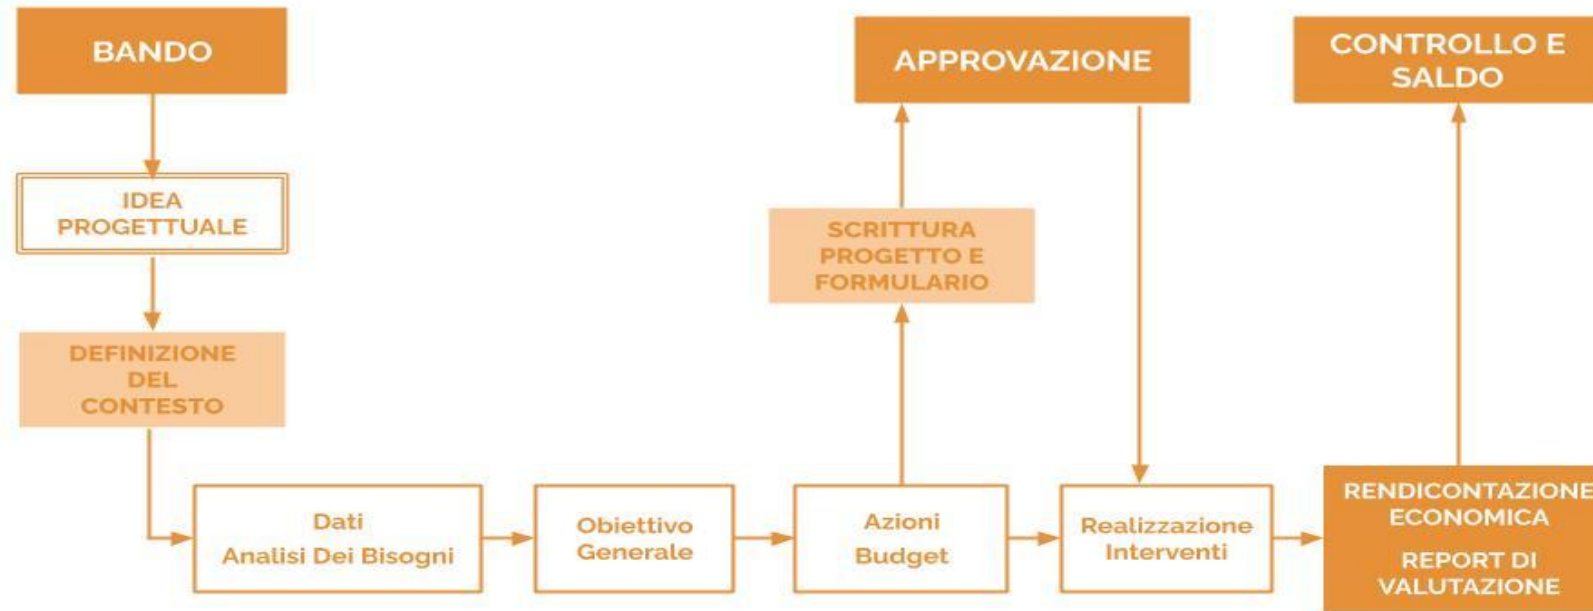 BANDO
IDEA
PROGETTUALE
DEFINIZIONE
DEL
CONTESTO
Dati
Analisi Dei Bisogni
Obiettivo
Generale
Azioni
Budget
SCRITTURA
PROGETTO E
FORMULARIO
APPROVAZIONE
Realizzazione
Interventi
RENDICONTAZIONE
ECONOMICA
REPORT DI
VALUTAZIONE
CONTROLLO E
SALDO